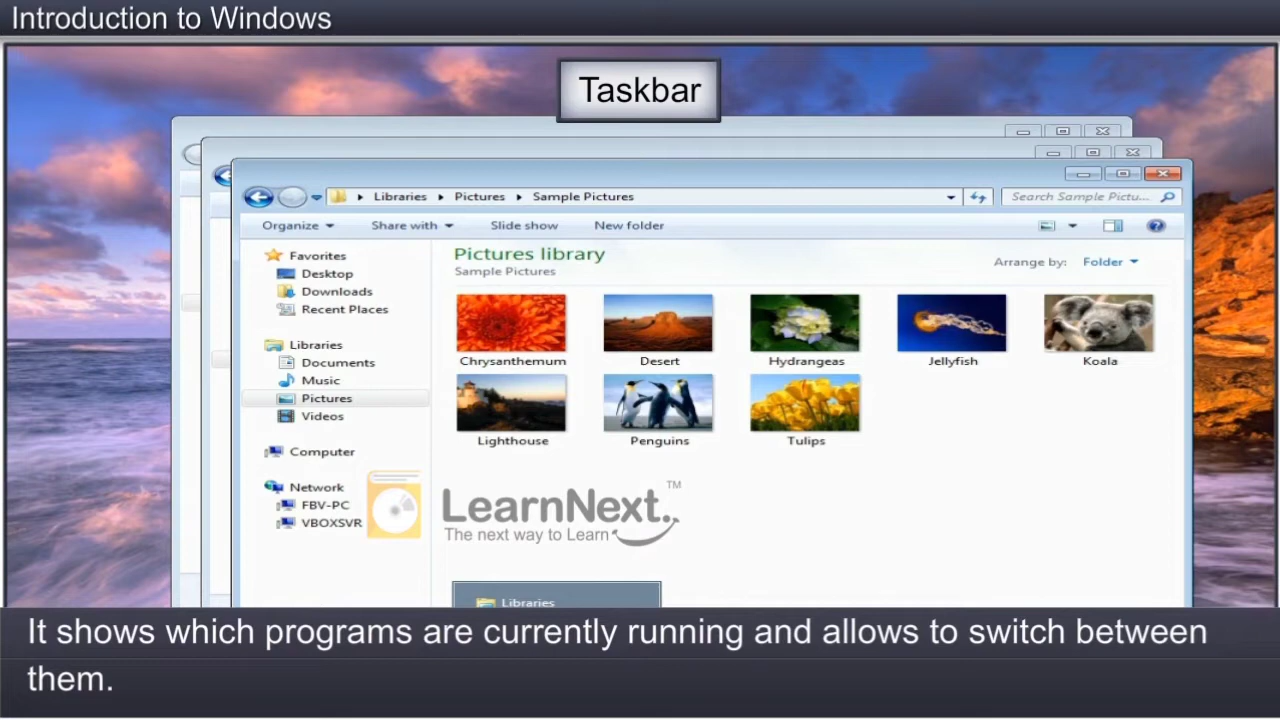 Introduction to Windows
Taskbar
Libraries Pictures Sample Pictures
Search Sample Pictu...
Organize Share with Slide show New folder
Favorites
Desktop
Downloads
Recent Places
Libraries
Documents
Music
Pictures
Videos
Computer
Network
FBV-PC
VBOXSVR
Pictures library
Sample Pictures
Arrange by: Folder
Chrysanthemum Desert Hydrangeas Jellyfish Koala
Lighthouse Penguins Tulips
LearnNext.™
The next way to Learn
Libraries
It shows which programs are currently running and allows to switch between
them.